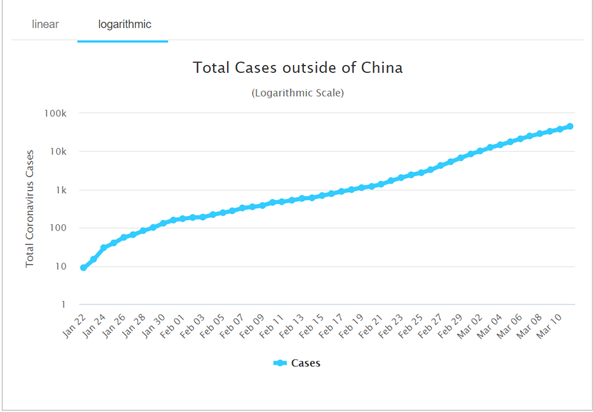 linear
logarithmic
Total Cases outside of China
(Logarithmic Scale)
Total Coronavirus Cases
100k
10k
1k
100
10
1
Jan 22
Jan 24
Jan 26
Jan 28
Jan 30
Feb 01
Feb 03
Feb 05
Feb 07
Feb 09
Feb 11
Feb 13
Feb 15
Feb 17
Feb 19
Feb 21
Feb 23
Feb 25
Feb 27
Feb 29
Mar 02
Mar 04
Mar 06
Mar 08
Mar 10
Cases